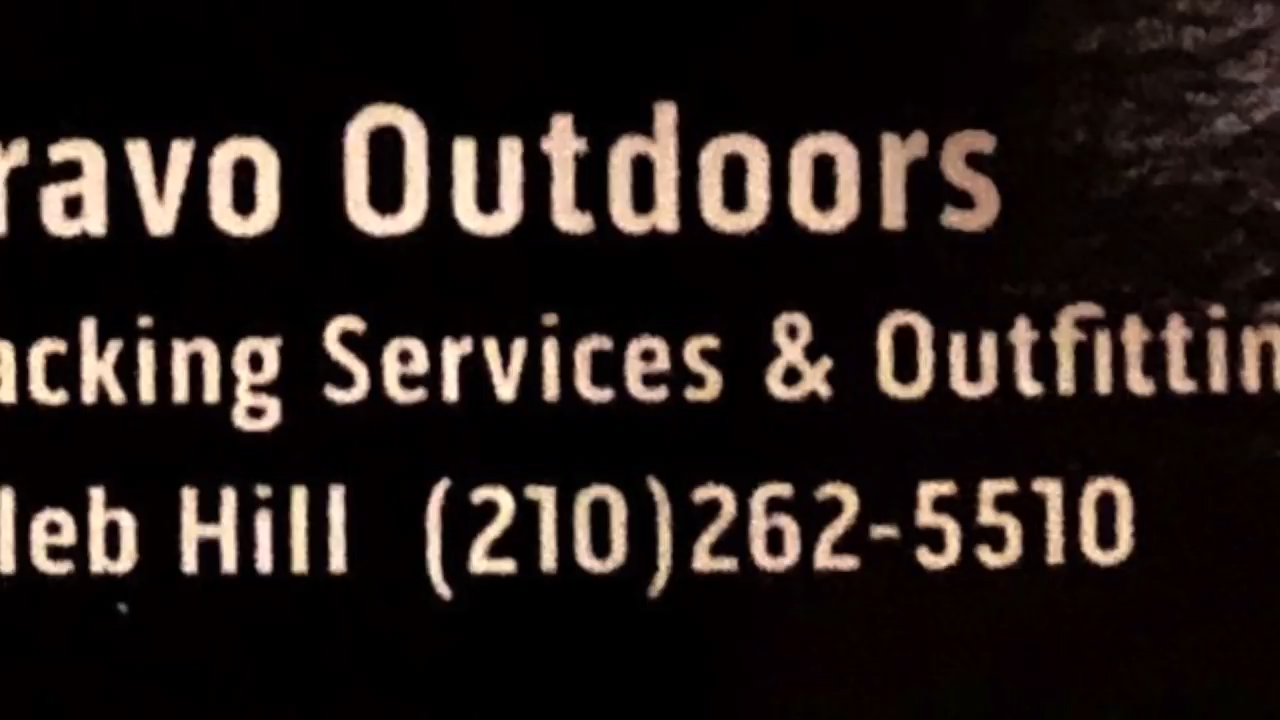 ravo Outdoors
acking Services & Outfittin
leb Hill (210)262-5510